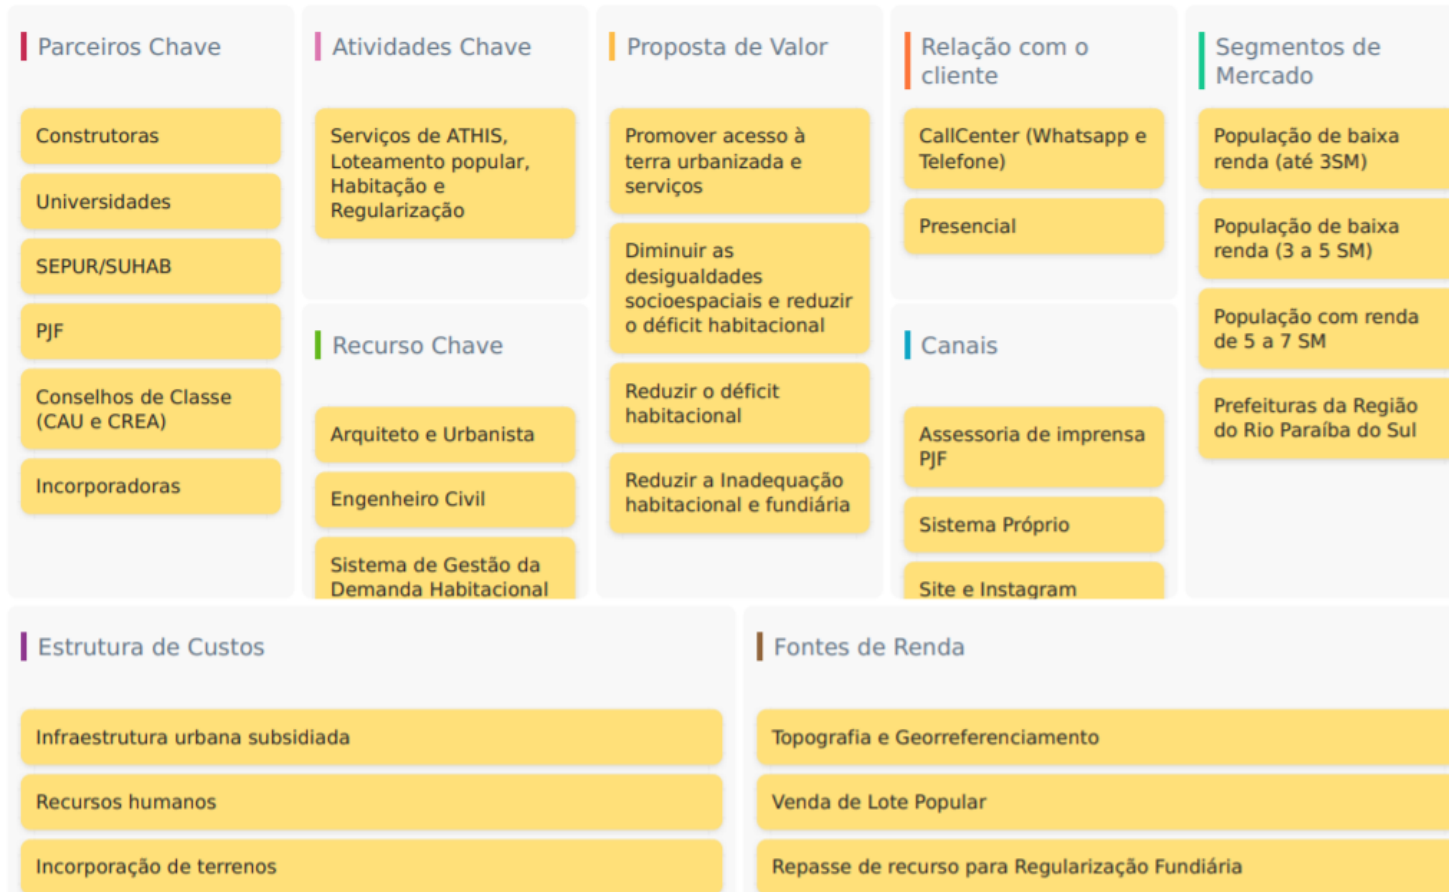 Parceiros Chave
Construtoras
Universidades
SEPUR/SUHAB
PJF
Conselhos de Classe
(CAU e CREA)
Incorporadoras
Atividades Chave
Serviços de ATHIS,
Loteamento popular,
Habitação e
Regularização
Recurso Chave
Arquiteto e Urbanista
Engenheiro Civil
Sistema de Gestão da
Demanda Habitacional
Proposta de Valor
Promover acesso à
terra urbanizada e
serviços
Diminuir as
desigualdades
socioespaciais e reduzir
o déficit habitacional
Reduzir o déficit
habitacional
Reduzir a Inadequação
habitacional e fundiária
Relação com o
cliente
CallCenter (Whatsapp e
Telefone)
Presencial
Canais
Assessoria de imprensa
PJF
Sistema Próprio
Site e Instagram
Segmentos de
Mercado
População de baixa
renda (até 3SM)
População de baixa
renda (3 a 5 SM)
População com renda
de 5 a 7 SM
Prefeituras da Região
do Rio Paraíba do Sul
Estrutura de Custos
Infraestrutura urbana subsidiada
Recursos humanos
Incorporação de terrenos
Fontes de Renda
Topografia e Georreferenciamento
Venda de Lote Popular
Repasse de recurso para Regularização Fundiária